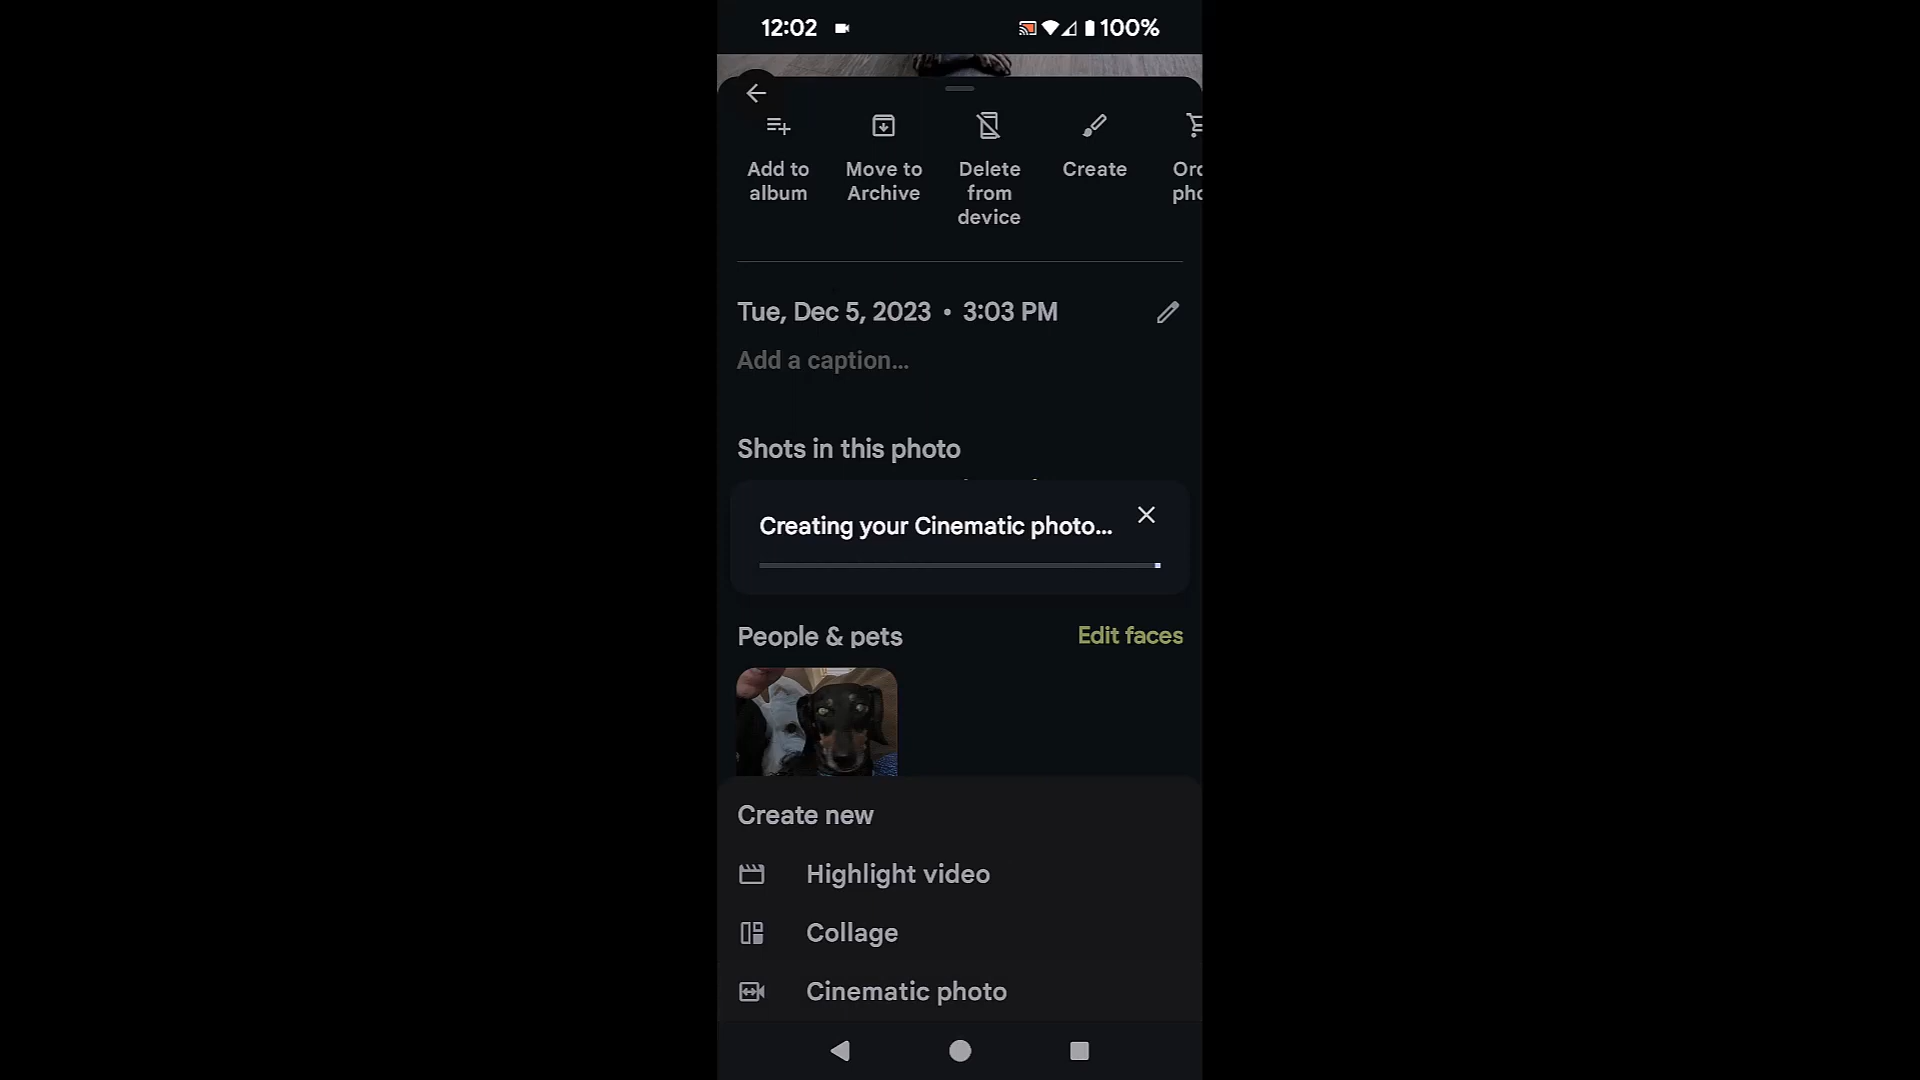 12:02
100%
Add to album
Move to Archive
Delete from device
Create
Tue, Dec 5, 2023 • 3:03 PM
Add a caption...
Shots in this photo
Creating your Cinematic photo...
People & pets
Edit faces
Create new
Highlight video
Collage
Cinematic photo